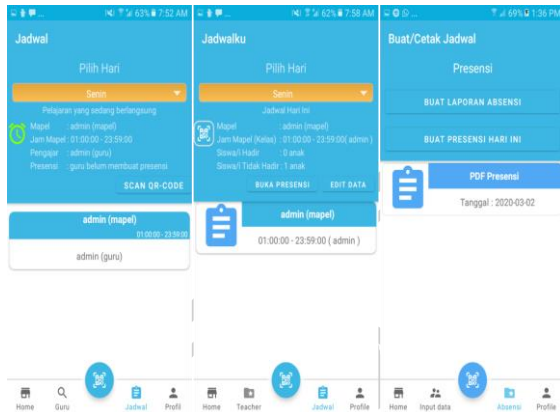 63% 7:52 AM
Jadwal
Pilih Hari
Senin
Pelajaran yang sedang berlangsung
Mapel : admin (mapel)
Jam Mapel : 01:00:00 - 23:59:00
Pengajar : admin (guru)
Presensi : guru belum membuat presensi
SCAN QR-CODE
admin (mapel)
01:00:00 - 23:59:00
admin (guru)
Home Guru Jadwal Profil
62% 7:58 AM
Jadwalku
Pilih Hari
Senin
Jadwal Hari Ini
Mapel : admin (mapel)
Jam Mapel (Kelas) : 01:00:00 - 23:59:00( admin )
Siswa/i Hadir : 0 anak
Siswa/i Tidak Hadir : 1 anak
BUKA PRESENSI EDIT DATA
admin (mapel)
01:00:00 - 23:59:00 ( admin )
Home Teacher Jadwal Profile
69% 1:36 PM
Buat/Cetak Jadwal
Presensi
BUAT LAPORAN ABSENSI
BUAT PRESENSI HARI INI
PDF Presensi
Tanggal : 2020-03-02
Home Input data Absensi Profile